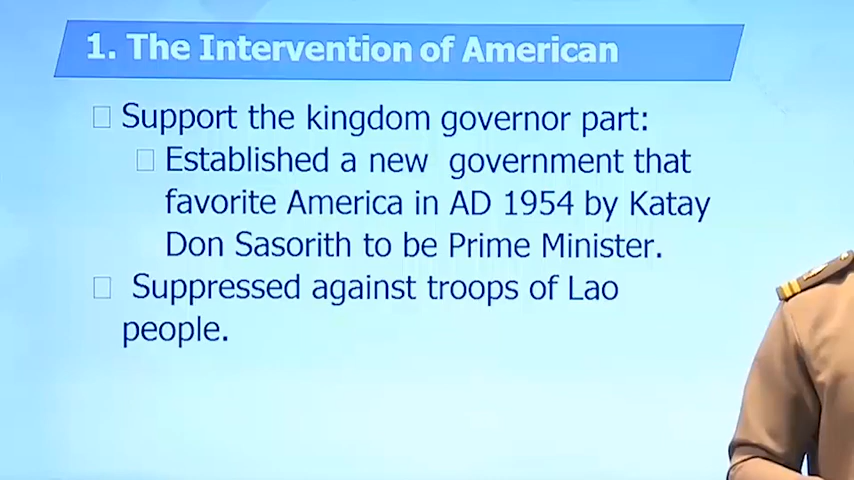 1. The Intervention of American
Support the kingdom governor part:
Established a new government that
favorite America in AD 1954 by Katay
Don Sasorith to be Prime Minister.
Suppressed against troops of Lao
people.